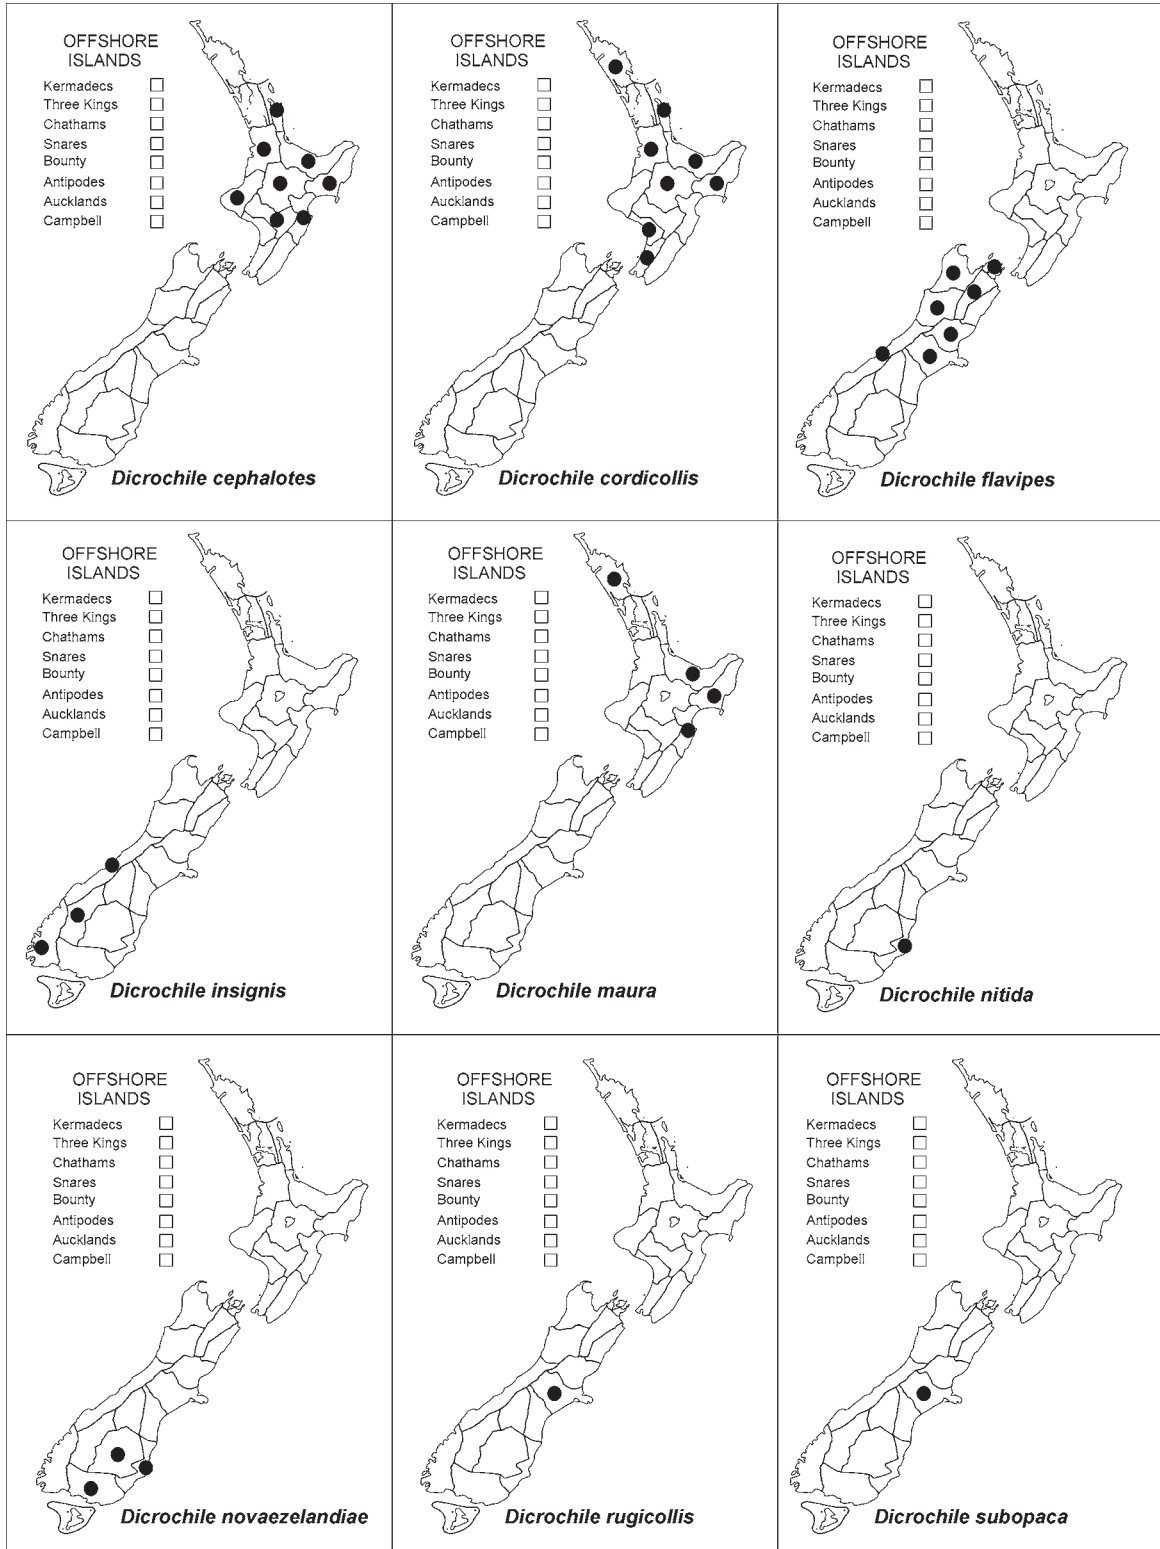 OFFSHORE
ISLANDS
Kermadecs
Three Kings
Chathams
Snares
Bounty
Antipodes
Aucklands
Campbell
Dicrochile cephalotes
OFFSHORE
ISLANDS
Kermadecs
Three Kings
Chathams
Snares
Bounty
Antipodes
Aucklands
Campbell
Dicrochile cordicollis
OFFSHORE
ISLANDS
Kermadecs
Three Kings
Chathams
Snares
Bounty
Antipodes
Aucklands
Campbell
Dicrochile flavipes
OFFSHORE
ISLANDS
Kermadecs
Three Kings
Chathams
Snares
Bounty
Antipodes
Aucklands
Campbell
Dicrochile insignis
OFFSHORE
ISLANDS
Kermadecs
Three Kings
Chathams
Snares
Bounty
Antipodes
Aucklands
Campbell
Dicrochile maura
OFFSHORE
ISLANDS
Kermadecs
Three Kings
Chathams
Snares
Bounty
Antipodes
Aucklands
Campbell
Dicrochile nitida
OFFSHORE
ISLANDS
Kermadecs
Three Kings
Chathams
Snares
Bounty
Antipodes
Aucklands
Campbell
Dicrochile novaezelandiae
OFFSHORE
ISLANDS
Kermadecs
Three Kings
Chathams
Snares
Bounty
Antipodes
Aucklands
Campbell
Dicrochile rugicollis
OFFSHORE
ISLANDS
Kermadecs
Three Kings
Chathams
Snares
Bounty
Antipodes
Aucklands
Campbell
Dicrochile subopaca